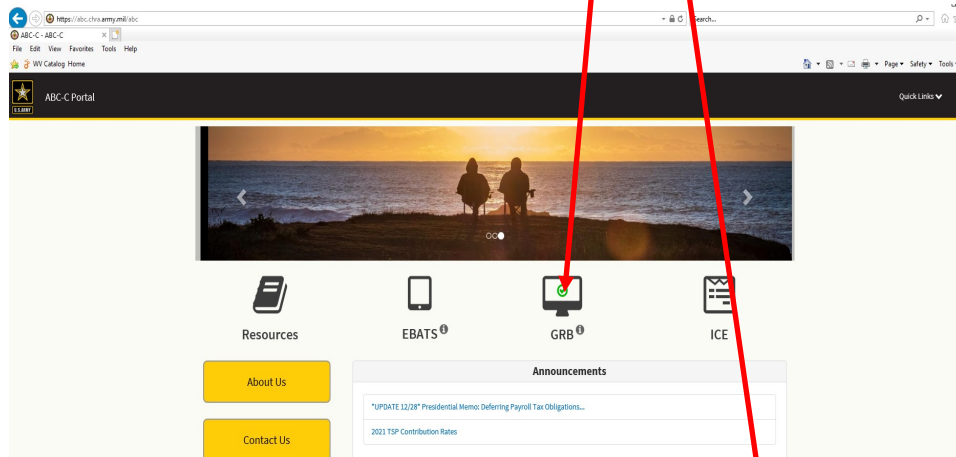 https://abc.chra.army.mil/abc
Search...
ABC-C - ABC-C
File Edit View Favorites Tools Help
WV Catalog Home
Page Safety Tools
U.S.ARMY
ABC-C Portal
Quick Links
Resources
EBATS
GRB
ICE
About Us
Announcements
"UPDATE 12/28" Presidential Memo: Deferring Payroll Tax Obligations...
2021 TSP Contribution Rates
Contact Us